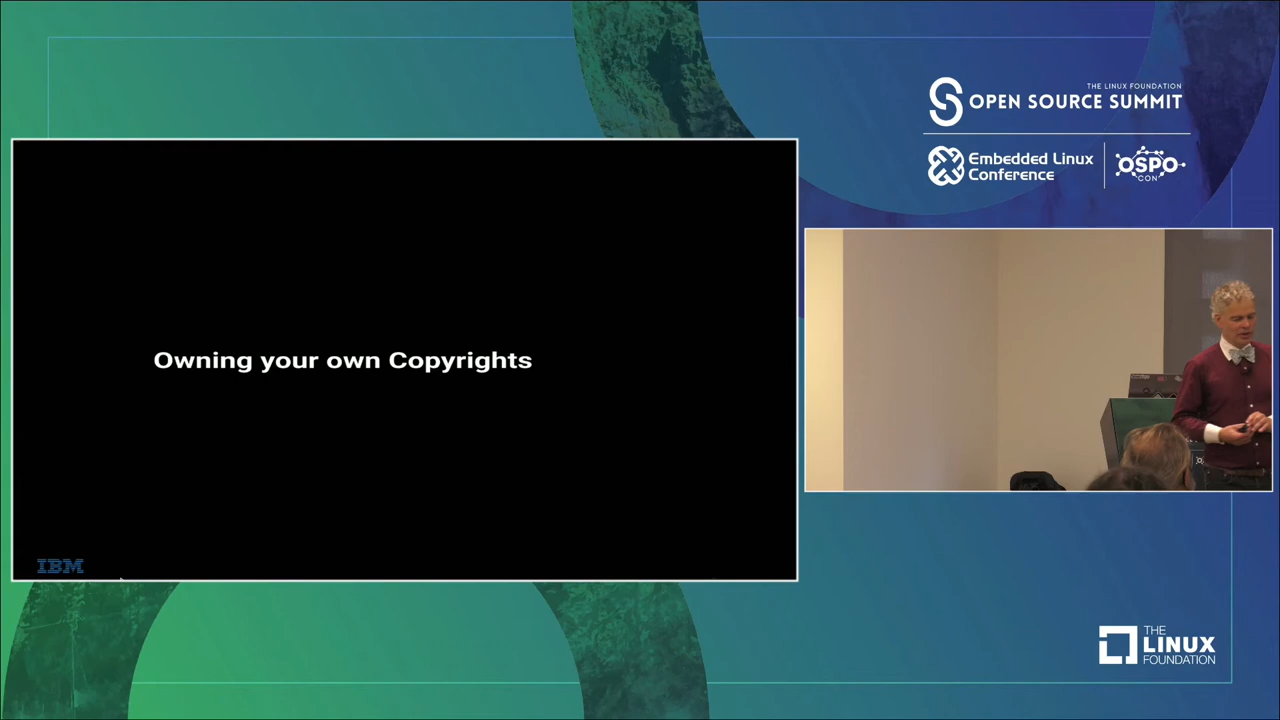 THE LINUX FOUNDATION
OPEN SOURCE SUMMIT
Embedded Linux
Conference
OSPO
CON
Owning your own Copyrights
IBM
THE
LINUX
FOUNDATION